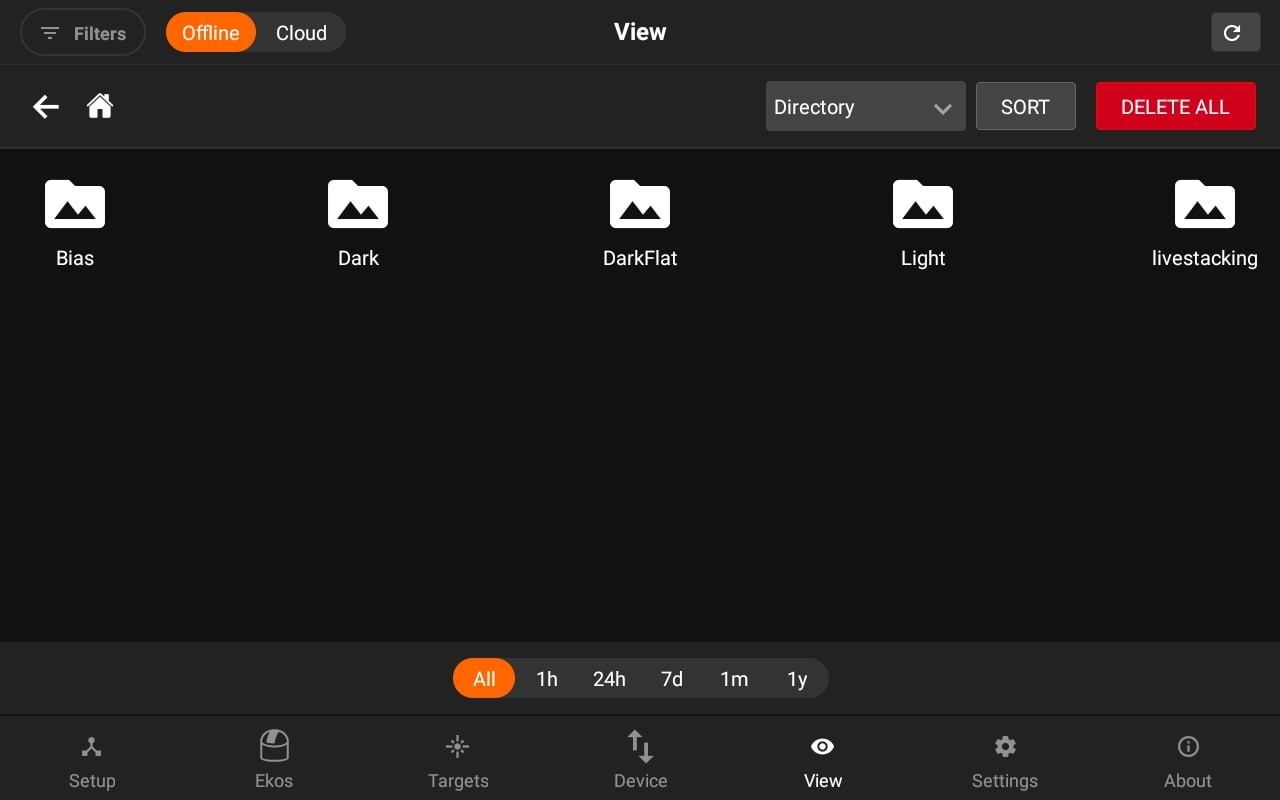 Filters
Offline Cloud
View
Directory
SORT
DELETE ALL
Bias
Dark
DarkFlat
Light
livestacking
All 1h 24h 7d 1m 1y
Setup
Ekos
Targets
Device
View
Settings
About